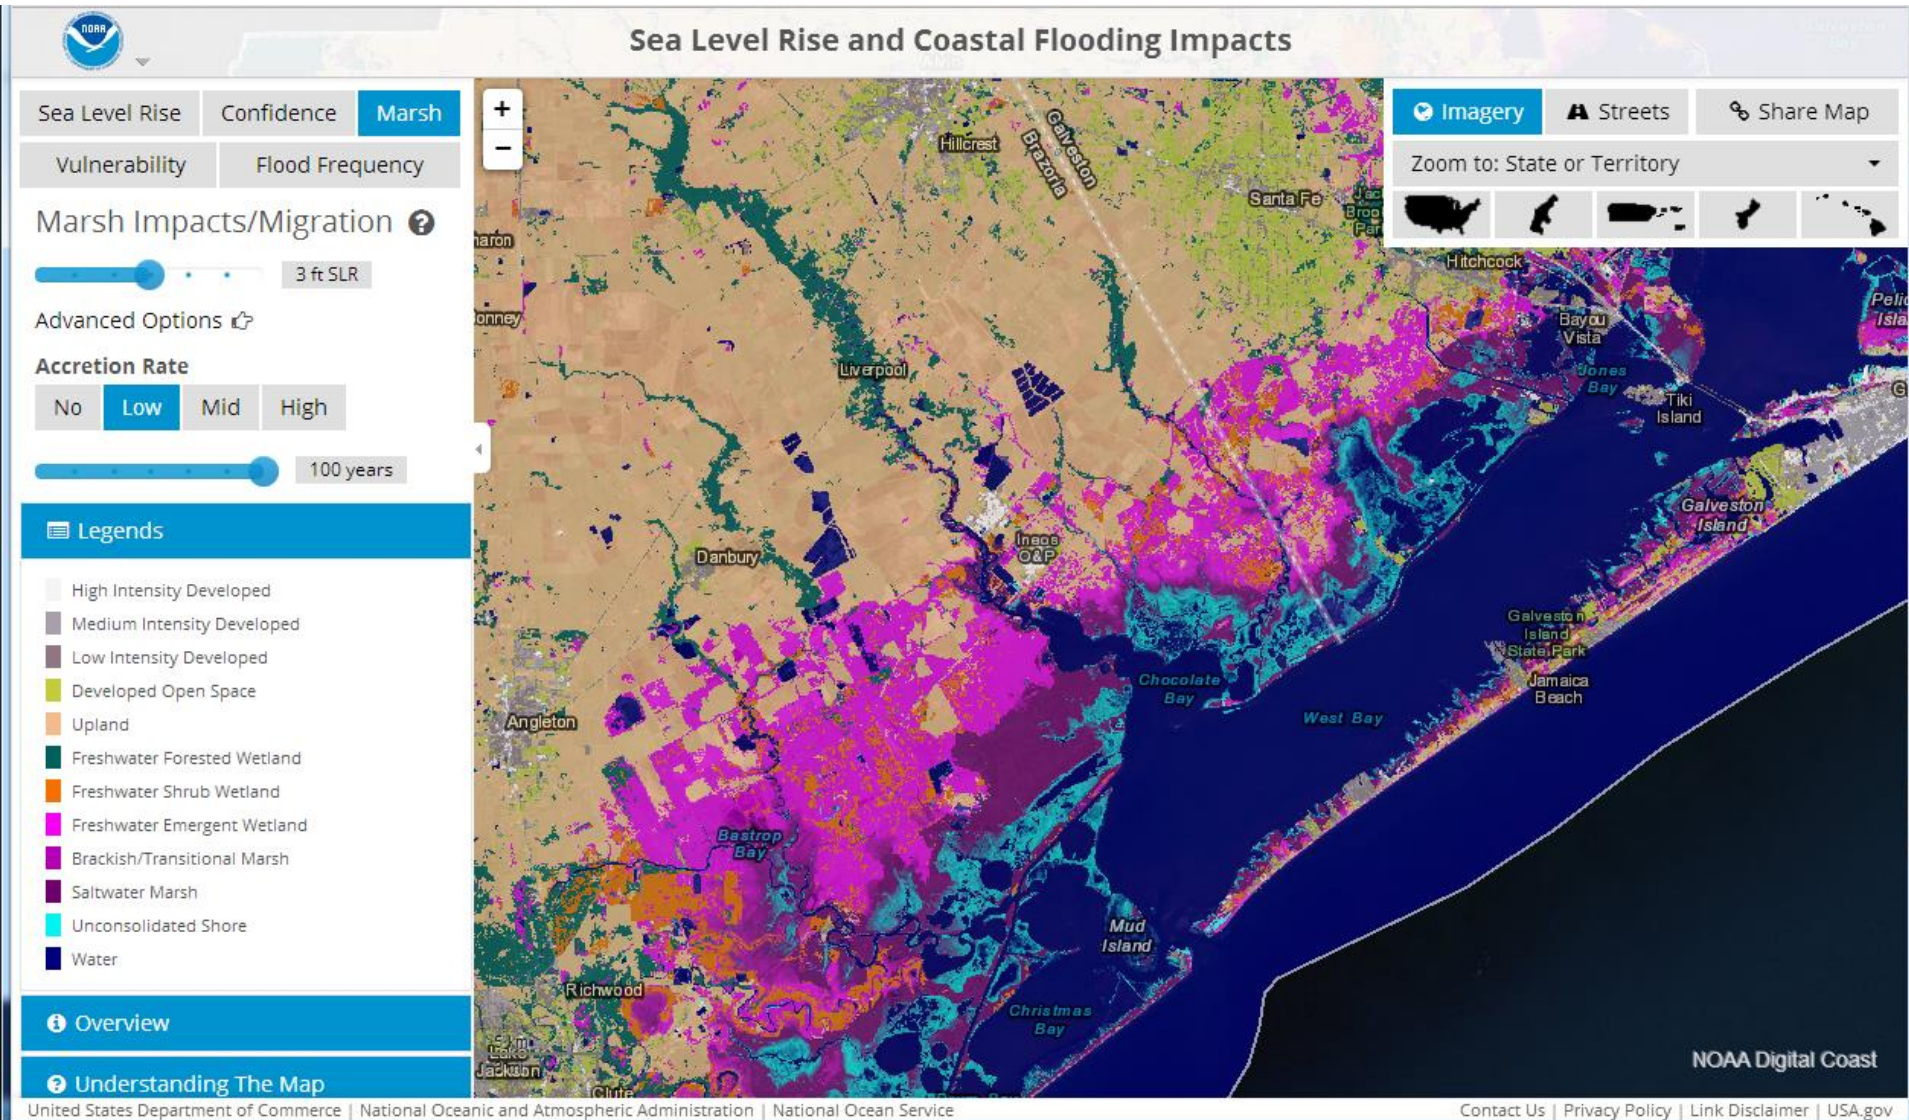 NOAA
Sea Level Rise and Coastal Flooding Impacts
Sea Level Rise
Confidence
Marsh
Vulnerability
Flood Frequency
Marsh Impacts/Migration
3 ft SLR
Advanced Options
Accretion Rate
No
Low
Mid
High
100 years
Legends
High Intensity Developed
Medium Intensity Developed
Low Intensity Developed
Developed Open Space
Upland
Freshwater Forested Wetland
Freshwater Shrub Wetland
Freshwater Emergent Wetland
Brackish/Transitional Marsh
Saltwater Marsh
Unconsolidated Shore
Water
Overview
Understanding The Map
+
−
Imagery
Streets
Share Map
Zoom to: State or Territory
Hillcrest
Galveston
Brazoria
Santa Fe
haron
onney
Hitchcock
Bayou
Vista
Jones
Bay
Tiki
Island
Liverpool
Danbury
Ineos
O&P
Galveston
Island
Galveston
Island
State Park
Jamaica
Beach
Chocolate
Bay
West Bay
Angleton
Bastrop
Bay
Mud
Island
Richwood
Christmas
Bay
Lake
Jackson
Clute
NOAA Digital Coast
United States Department of Commerce | National Oceanic and Atmospheric Administration | National Ocean Service
Contact Us | Privacy Policy | Link Disclaimer | USA.gov